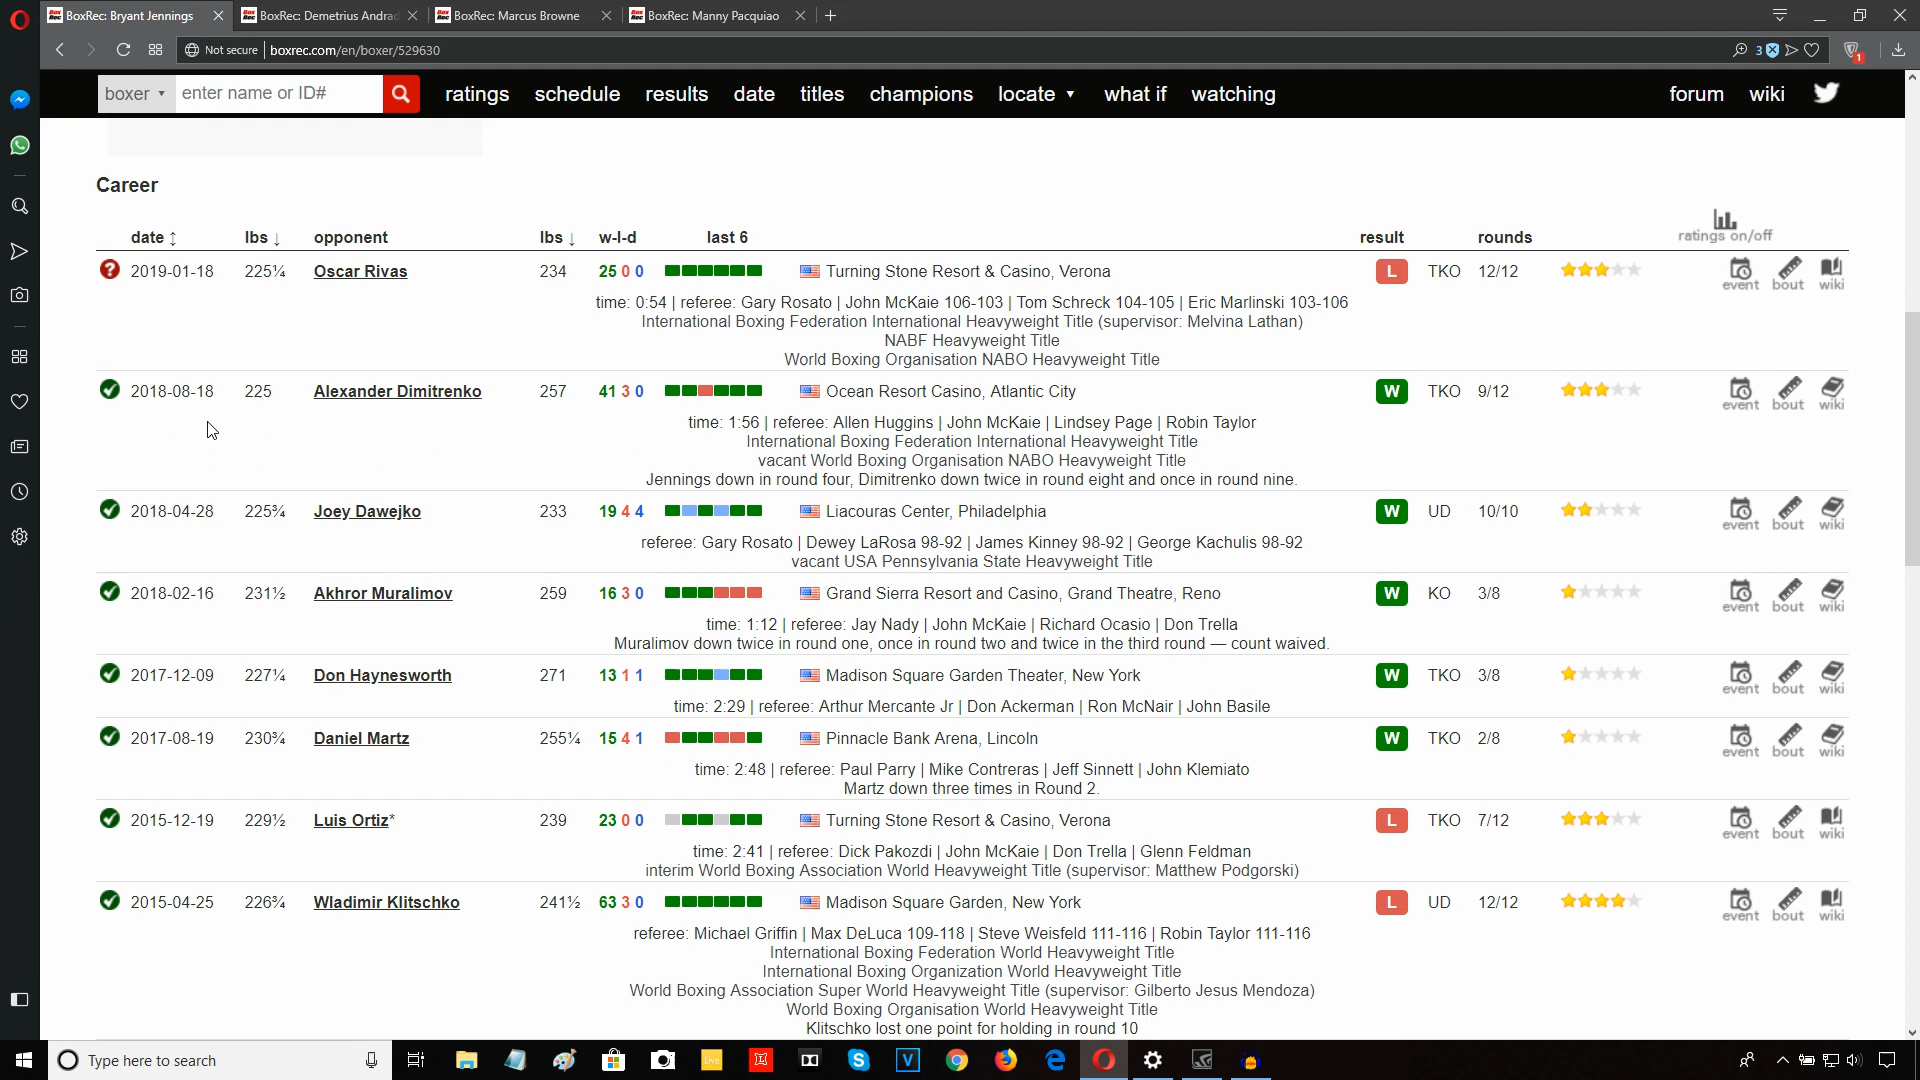 BoxRec: Bryant Jennings
BoxRec: Demetrius Andrad
BoxRec: Marcus Browne
BoxRec: Manny Pacquiao
Not secure boxrec.com/en/boxer/529630
3
1
boxer enter name or ID# ratings schedule results date titles champions locate what if watching forum wiki
Career
ratings on/off
date lbs opponent lbs w-l-d last 6 result rounds
2019-01-18 225¼ Oscar Rivas 234 25 0 0 Turning Stone Resort & Casino, Verona L TKO 12/12 event bout wiki
time: 0:54 | referee: Gary Rosato | John McKaie 106-103 | Tom Schreck 104-105 | Eric Marlinski 103-106
International Boxing Federation International Heavyweight Title (supervisor: Melvina Lathan)
NABF Heavyweight Title
World Boxing Organisation NABO Heavyweight Title
2018-08-18 225 Alexander Dimitrenko 257 41 3 0 Ocean Resort Casino, Atlantic City W TKO 9/12 event bout wiki
time: 1:56 | referee: Allen Huggins | John McKaie | Lindsey Page | Robin Taylor
International Boxing Federation International Heavyweight Title
vacant World Boxing Organisation NABO Heavyweight Title
Jennings down in round four, Dimitrenko down twice in round eight and once in round nine.
2018-04-28 225¾ Joey Dawejko 233 19 4 4 Liacouras Center, Philadelphia W UD 10/10 event bout wiki
referee: Gary Rosato | Dewey LaRosa 98-92 | James Kinney 98-92 | George Kachulis 98-92
vacant USA Pennsylvania State Heavyweight Title
2018-02-16 231½ Akhror Muralimov 259 16 3 0 Grand Sierra Resort and Casino, Grand Theatre, Reno W KO 3/8 event bout wiki
time: 1:12 | referee: Jay Nady | John McKaie | Richard Ocasio | Don Trella
Muralimov down twice in round one, once in round two and twice in the third round — count waived.
2017-12-09 227¼ Don Haynesworth 271 13 1 1 Madison Square Garden Theater, New York W TKO 3/8 event bout wiki
time: 2:29 | referee: Arthur Mercante Jr | Don Ackerman | Ron McNair | John Basile
2017-08-19 230¾ Daniel Martz 255¼ 15 4 1 Pinnacle Bank Arena, Lincoln W TKO 2/8 event bout wiki
time: 2:48 | referee: Paul Parry | Mike Contreras | Jeff Sinnett | John Klemiato
Martz down three times in Round 2.
2015-12-19 229½ Luis Ortiz* 239 23 0 0 Turning Stone Resort & Casino, Verona L TKO 7/12 event bout wiki
time: 2:41 | referee: Dick Pakozdi | John McKaie | Don Trella | Glenn Feldman
interim World Boxing Association World Heavyweight Title (supervisor: Matthew Podgorski)
2015-04-25 226¾ Wladimir Klitschko 241½ 63 3 0 Madison Square Garden, New York L UD 12/12 event bout wiki
referee: Michael Griffin | Max DeLuca 109-118 | Steve Weisfeld 111-116 | Robin Taylor 111-116
International Boxing Federation World Heavyweight Title
International Boxing Organization World Heavyweight Title
World Boxing Association Super World Heavyweight Title (supervisor: Gilberto Jesus Mendoza)
World Boxing Organisation World Heavyweight Title
Klitschko lost one point for holding in round 10
Type here to search